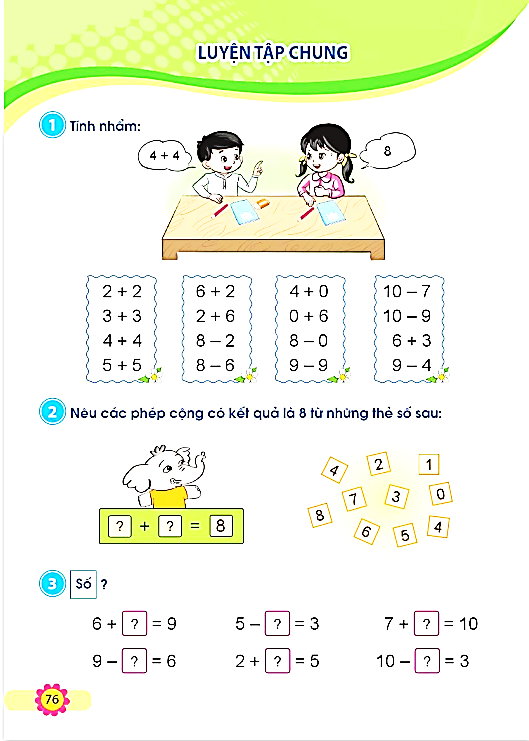 LUYỆN TẬP CHUNG
1 Tính nhẩm:
4 + 4
8
2 + 2 6 + 2 4 + 0 10 – 7
3 + 3 2 + 6 0 + 6 10 – 9
4 + 4 8 – 2 8 – 0 6 + 3
5 + 5 8 – 6 9 – 9 9 – 4
2 Nêu các phép cộng có kết quả là 8 từ những thẻ số sau:
? + ? = 8
4 2 1
7 3 0
8 6 5 4
3 Số ?
6 + ? = 9 5 – ? = 3 7 + ? = 10
9 – ? = 6 2 + ? = 5 10 – ? = 3
76